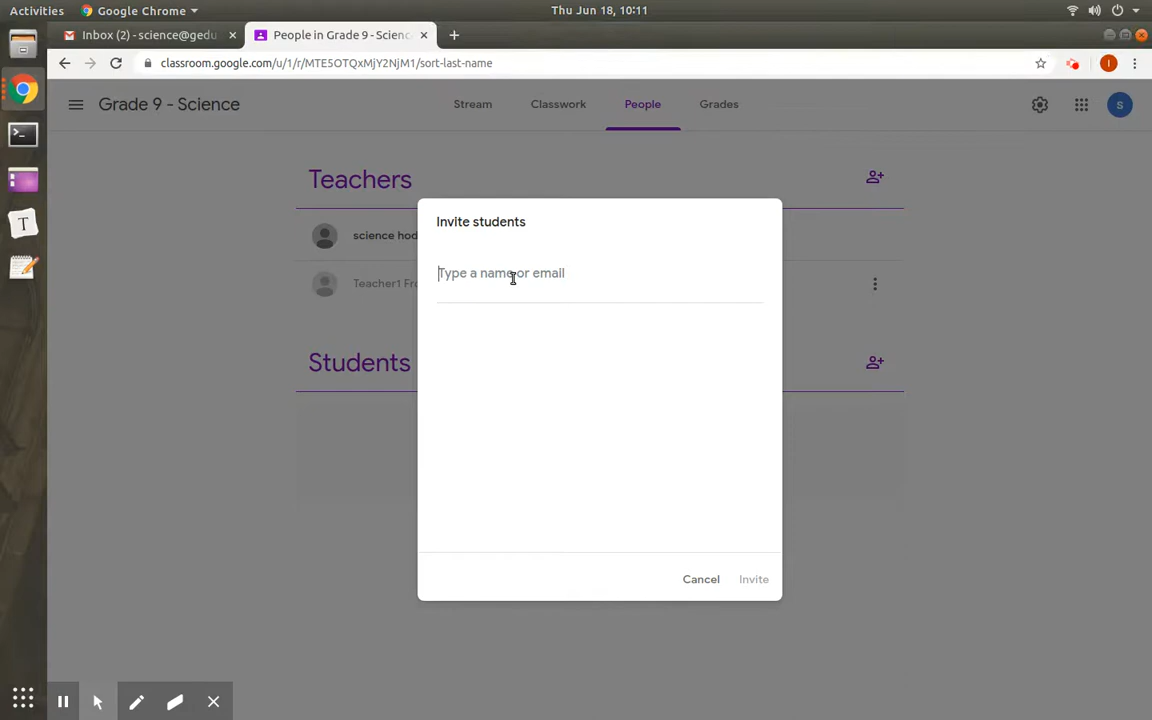 Activities Google Chrome Thu Jun 18, 10:11
Inbox (2) - science@gedu People in Grade 9 - Scienc
classroom.google.com/u/1/r/MTE5OTQxMjY2NjM1/sort-last-name I
Grade 9 - Science Stream Classwork People Grades S
Teachers
Invite students
science hod
Type a name or email
Teacher1 Fro
Students
Cancel Invite
T